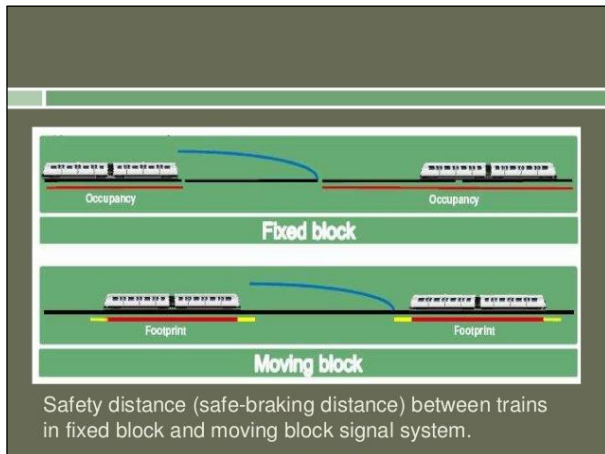 Occupancy
Occupancy
Fixed block
Footprint
Footprint
Moving block
Safety distance (safe-braking distance) between trains
in fixed block and moving block signal system.